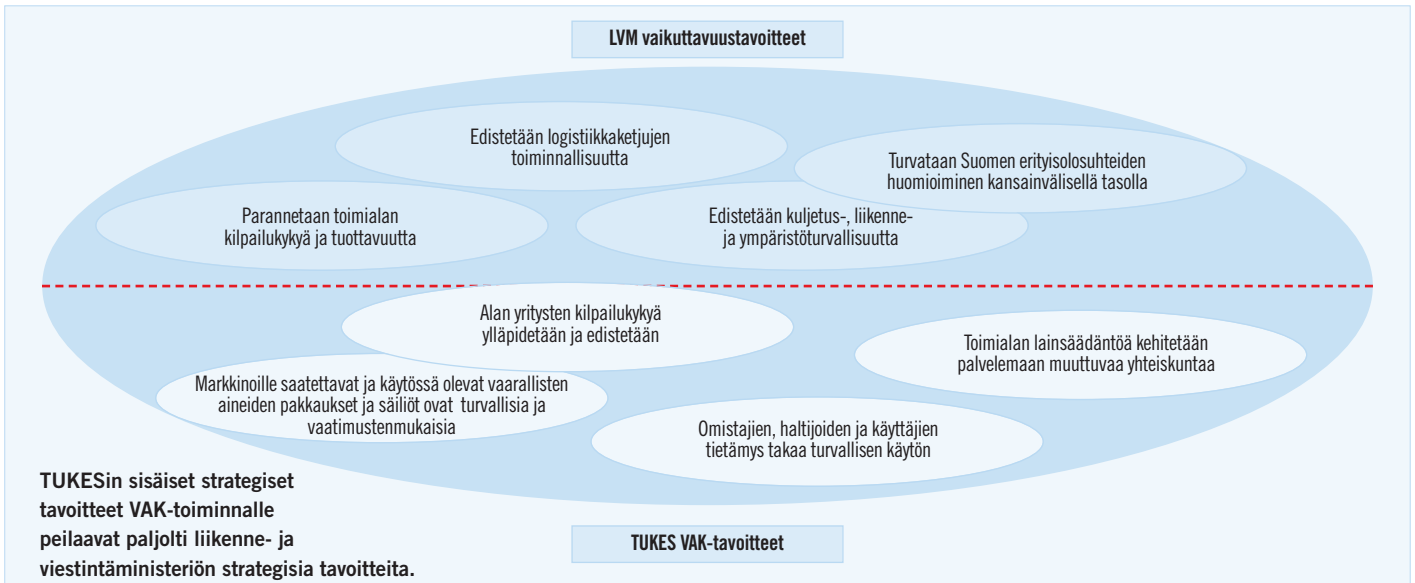 LVM vaikuttavuustavoitteet
Edistetään logistiikkaketjujen
toiminnallisuutta
Turvataan Suomen erityisolosuhteiden
huomioiminen kansainvälisellä tasolla
Parannetaan toimialan
kilpailukykyä ja tuottavuutta
Edistetään kuljetus-, liikenne-
ja ympäristöturvallisuutta
Alan yritysten kilpailukykyä
ylläpidetään ja edistetään
Toimialan lainsäädäntöä kehitetään
palvelemaan muuttuvaa yhteiskuntaa
Markkinoille saatettavat ja käytössä olevat vaarallisten
aineiden pakkaukset ja säiliöt ovat turvallisia ja
vaatimustenmukaisia
Omistajien, haltijoiden ja käyttäjien
tietämys takaa turvallisen käytön
TUKESin sisäiset strategiset
tavoitteet VAK-toiminnalle
peilaavat paljolti liikenne- ja
viestintäministeriön strategisia tavoitteita.
TUKES VAK-tavoitteet